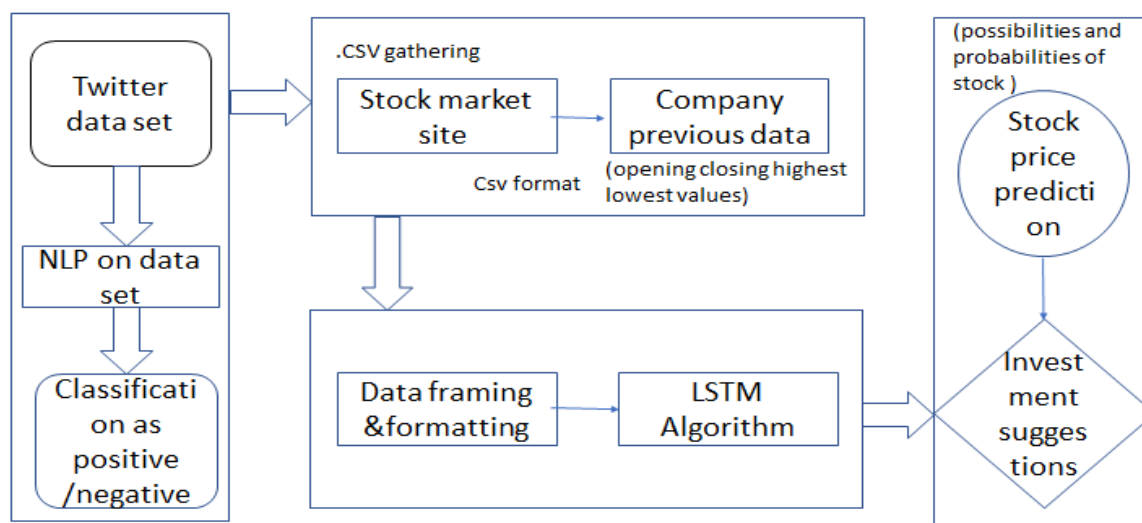 Twitter
data set
NLP on data
set
Classificati
on as
positive
/negative
.CSV gathering
Stock market
site
Company
previous data
Csv format
(opening closing highest
lowest values)
Data framing
&formatting
LSTM
Algorithm
(possibilities and
probabilities of
stock )
Stock
price
predicti
on
Invest
ment
sugges
tions